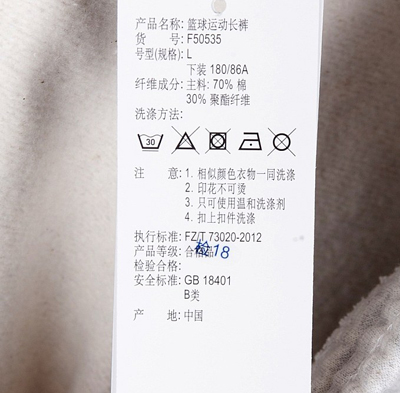 产品名称: 篮球运动长裤
货 号: F50535
号型(规格): L
下装 180/86A
纤维成分: 主料: 70% 棉
30% 聚酯纤维
洗涤方法:
30
注 意: 1. 相似颜色衣物一同洗涤
2. 印花不可烫
3. 只可使用温和洗涤剂
4. 扣上扣件洗涤
执行标准: FZ/T 73020-2012
产品等级: 合格品
检18
检验合格:
安全标准: GB 18401
B类
产 地: 中国